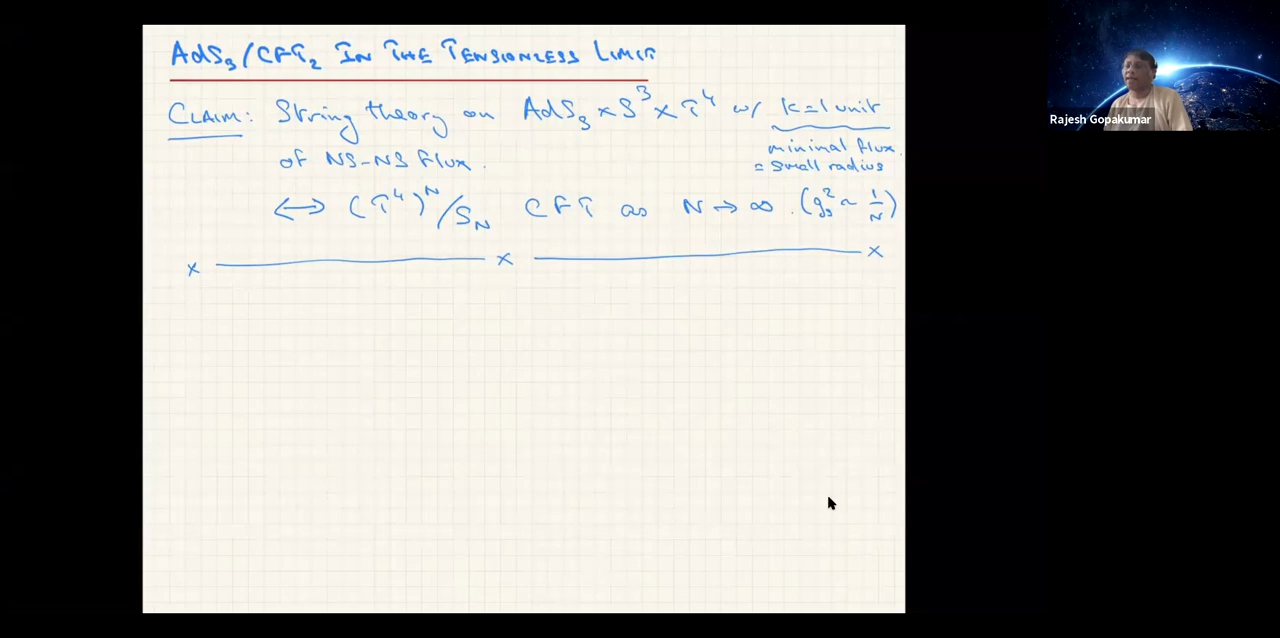 AdS₃/CFT₂ IN THE TENSIONLESS LIMIT
CLAIM: String theory on AdS₃ × S³ × T⁴ w/ k=1 unit
minimal flux.
of NS-NS flux.
= small radius
↔ (T⁴)ᴺ/S_N CFT as N → ∞. (gₛ² ~ 1/N)
x x x
Rajesh Gopakumar